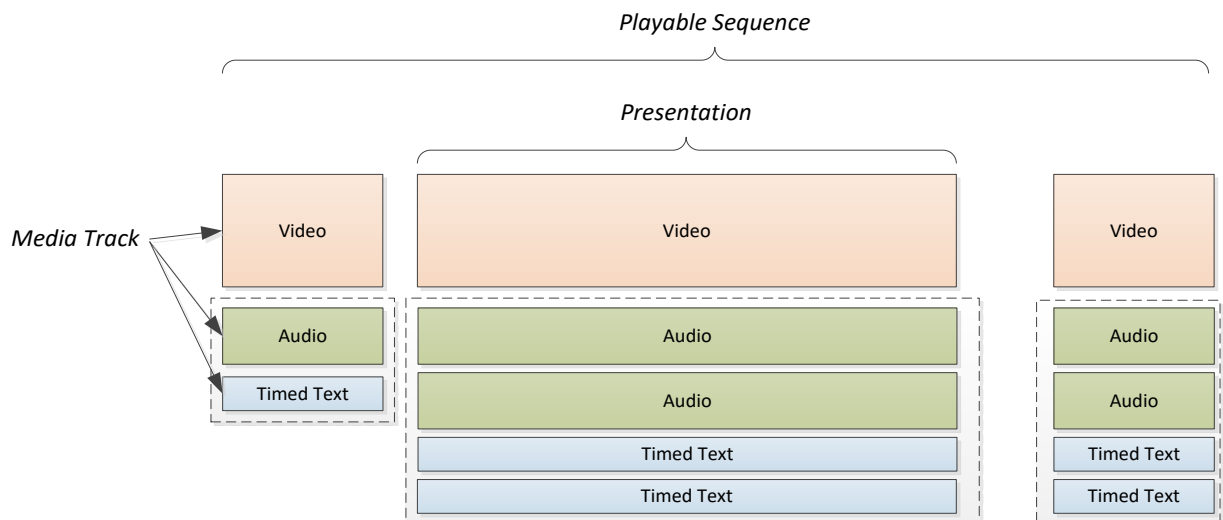 Playable Sequence
Presentation
Media Track
Video
Video
Video
Audio
Audio
Audio
Timed Text
Audio
Audio
Timed Text
Timed Text
Timed Text
Timed Text